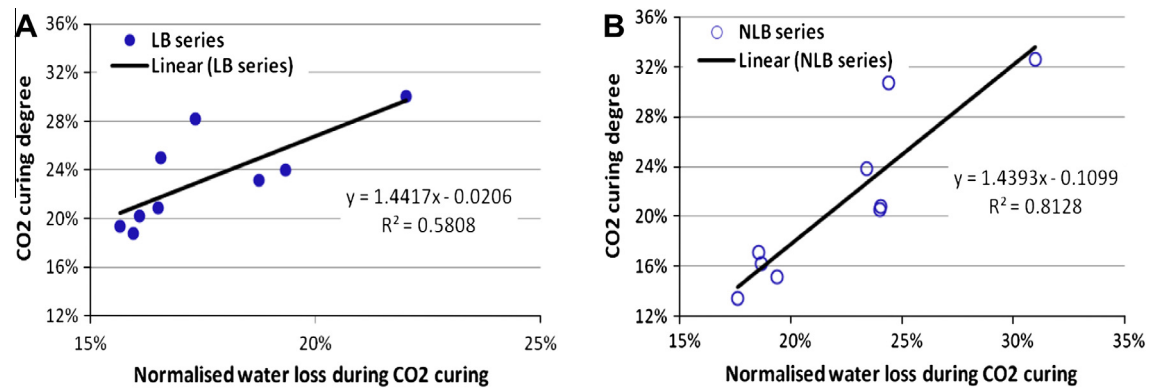 A
36%
32%
28%
24%
20%
16%
12%
CO2 curing degree
LB series
Linear (LB series)
y = 1.4417x - 0.0206
R² = 0.5808
15%
20%
25%
Normalised water loss during CO2 curing
B
36%
32%
28%
24%
20%
16%
12%
CO2 curing degree
NLB series
Linear (NLB series)
y = 1.4393x - 0.1099
R² = 0.8128
15%
20%
25%
30%
35%
Normalised water loss during CO2 curing